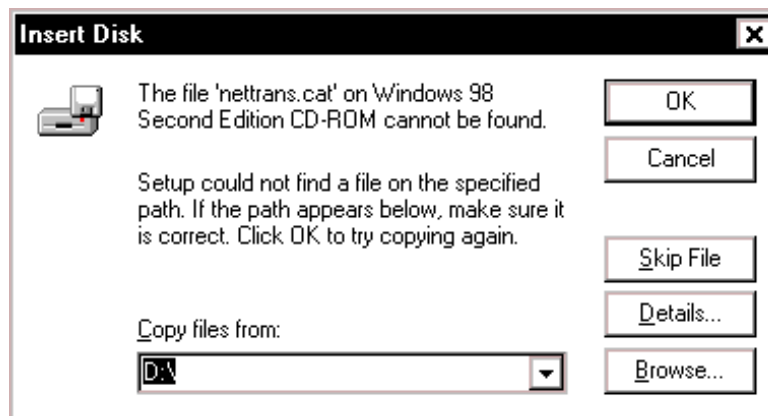 Insert Disk
The file 'nettrans.cat' on Windows 98
Second Edition CD-ROM cannot be found.
Setup could not find a file on the specified
path. If the path appears below, make sure it
is correct. Click OK to try copying again.
Copy files from:
D:\
OK
Cancel
Skip File
Details...
Browse...